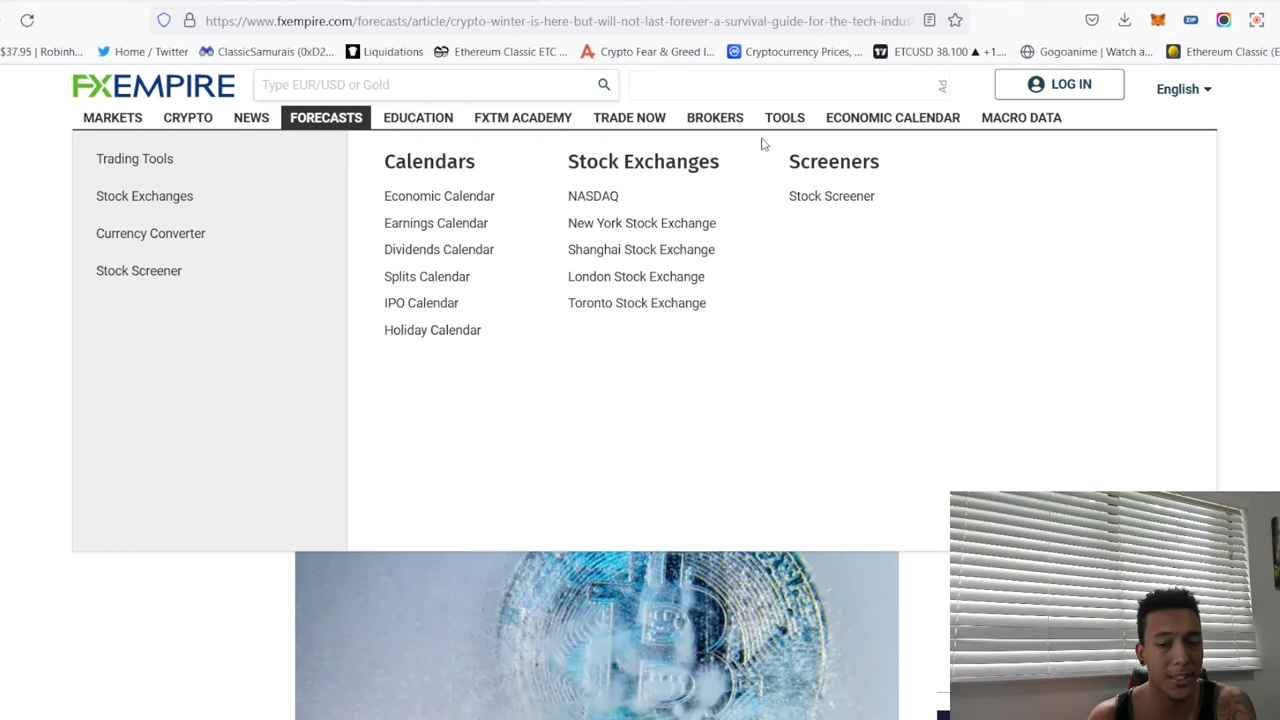 https://www.fxempire.com/forecasts/article/crypto-winter-is-here-but-will-not-last-forever-a-survival-guide-for-the-tech-indust
ZIP
$37.95 | Robinh...
Home / Twitter
ClassicSamurais (0xD2...
Liquidations
Ethereum Classic ETC ...
Crypto Fear & Greed I...
Cryptocurrency Prices, ...
ETCUSD 38.100 ▲ +1....
Gogoanime | Watch a...
Ethereum Classic (E
FXEMPIRE
Type EUR/USD or Gold
Ad
LOG IN
English
MARKETS CRYPTO NEWS FORECASTS EDUCATION FXTM ACADEMY TRADE NOW BROKERS TOOLS ECONOMIC CALENDAR MACRO DATA
Trading Tools
Stock Exchanges
Currency Converter
Stock Screener
Calendars
Economic Calendar
Earnings Calendar
Dividends Calendar
Splits Calendar
IPO Calendar
Holiday Calendar
Stock Exchanges
NASDAQ
New York Stock Exchange
Shanghai Stock Exchange
London Stock Exchange
Toronto Stock Exchange
Screeners
Stock Screener